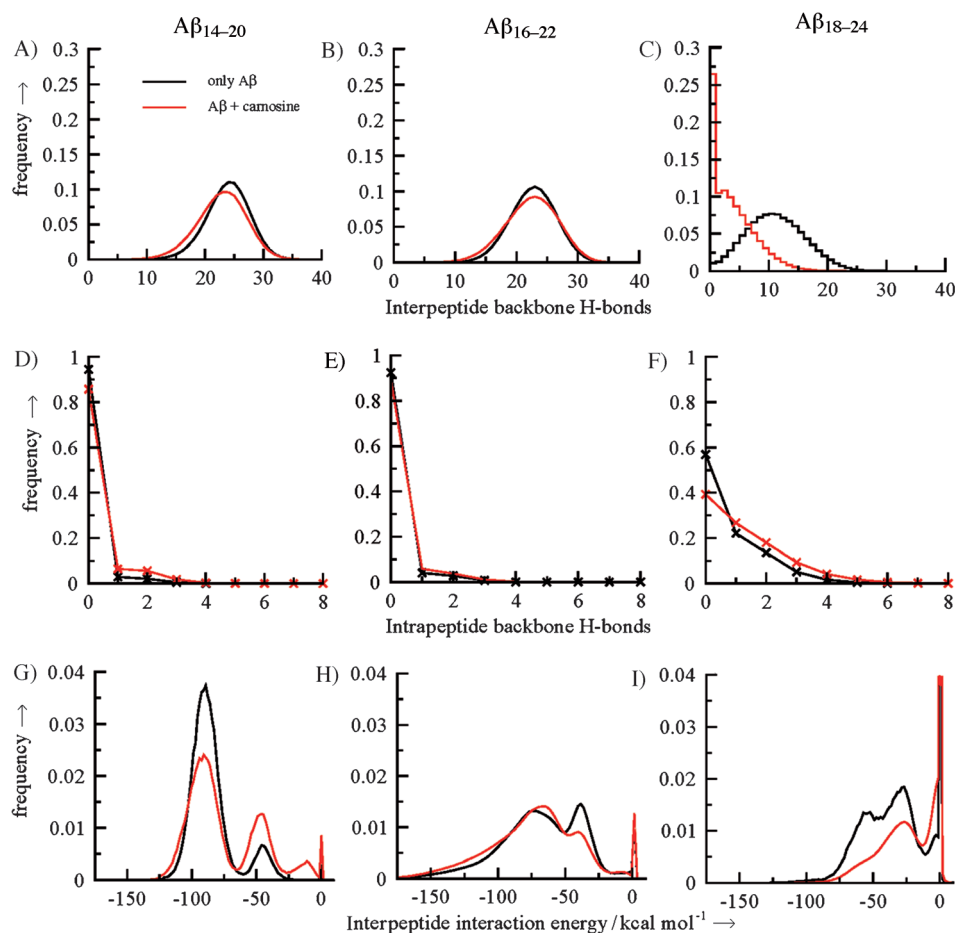 Aβ14–20 Aβ16–22 Aβ18–24
A) B) C)
0.3 0.3 0.3
0.25 0.25 0.25
0.2 0.2 0.2
0.15 0.15 0.15
0.1 0.1 0.1
0.05 0.05 0.05
0 0 0
only Aβ
Aβ + carnosine
frequency →
0 10 20 30 40 0 10 20 30 40 0 10 20 30 40
Interpeptide backbone H-bonds
D) E) F)
1 1 1
0.8 0.8 0.8
0.6 0.6 0.6
0.4 0.4 0.4
0.2 0.2 0.2
0 0 0
frequency →
0 2 4 6 8 0 2 4 6 8 0 2 4 6 8
Intrapeptide backbone H-bonds
G) H) I)
0.04 0.04 0.04
0.03 0.03 0.03
0.02 0.02 0.02
0.01 0.01 0.01
0 0 0
frequency →
-150 -100 -50 0 -150 -100 -50 0 -150 -100 -50 0
Interpeptide interaction energy / kcal mol⁻¹ →